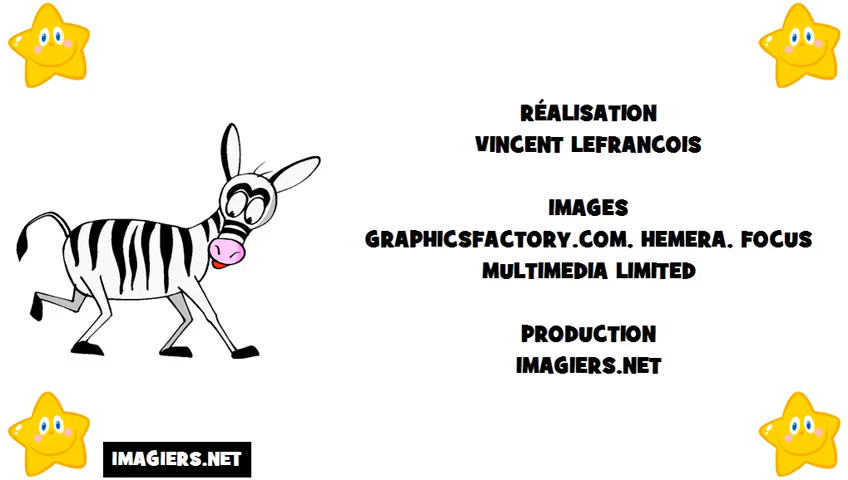 RÉALISATION
VINCENT LEFRANCOIS
IMAGES
GRAPHICSFACTORY.COM. HEMERA. FOCUS
MULTIMEDIA LIMITED
PRODUCTION
IMAGIERS.NET
IMAGIERS.NET